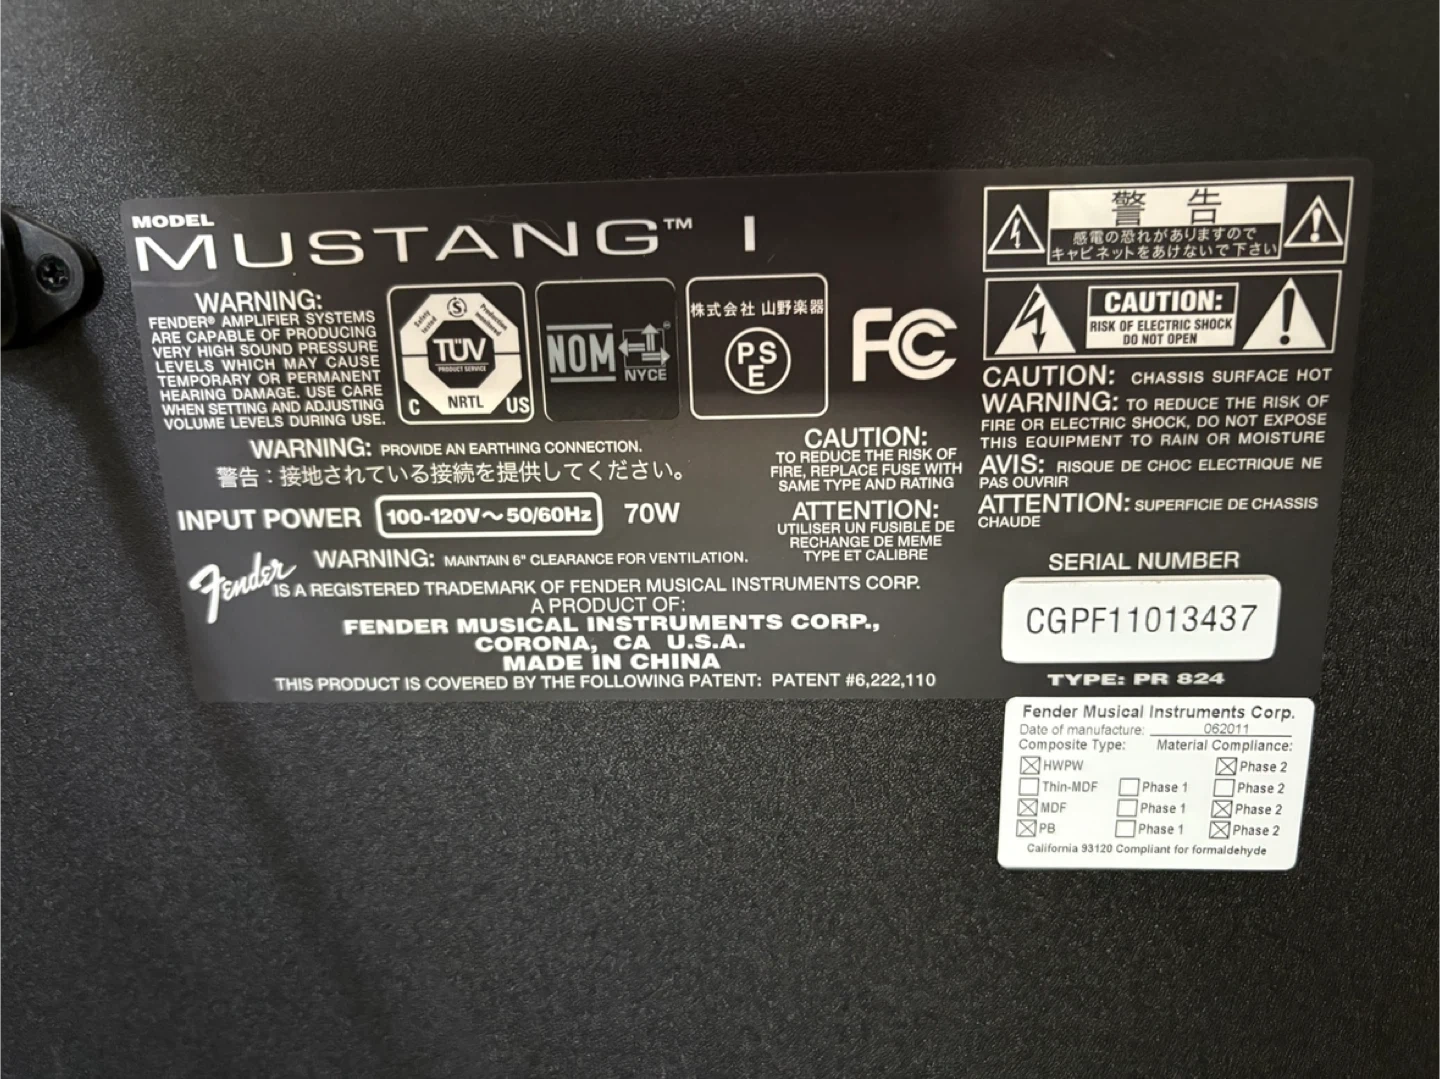 MODEL
MUSTANG™ I
WARNING:
FENDER® AMPLIFIER SYSTEMS
ARE CAPABLE OF PRODUCING
VERY HIGH SOUND PRESSURE
LEVELS WHICH MAY CAUSE
TEMPORARY OR PERMANENT
HEARING DAMAGE. USE CARE
WHEN SETTING AND ADJUSTING
VOLUME LEVELS DURING USE.
Safety tested
S
Production monitored
TÜV
PRODUCT SERVICE
NRTL
C US
NOM
NYCE
株式会社 山野楽器
PS
E
FC
警 告
感電の恐れがありますので
キャビネットをあけないで下さい
CAUTION:
RISK OF ELECTRIC SHOCK
DO NOT OPEN
CAUTION: CHASSIS SURFACE HOT
WARNING: TO REDUCE THE RISK OF
FIRE OR ELECTRIC SHOCK, DO NOT EXPOSE
THIS EQUIPMENT TO RAIN OR MOISTURE
AVIS: RISQUE DE CHOC ELECTRIQUE NE
PAS OUVRIR
ATTENTION: SUPERFICIE DE CHASSIS
CHAUDE
WARNING: PROVIDE AN EARTHING CONNECTION.
警告：接地されている接続を提供してください。
CAUTION:
TO REDUCE THE RISK OF
FIRE, REPLACE FUSE WITH
SAME TYPE AND RATING
ATTENTION:
UTILISER UN FUSIBLE DE
RECHANGE DE MEME
TYPE ET CALIBRE
INPUT POWER 100-120V～50/60Hz 70W
WARNING: MAINTAIN 6" CLEARANCE FOR VENTILATION.
Fender
IS A REGISTERED TRADEMARK OF FENDER MUSICAL INSTRUMENTS CORP.
A PRODUCT OF:
FENDER MUSICAL INSTRUMENTS CORP.,
CORONA, CA U.S.A.
MADE IN CHINA
THIS PRODUCT IS COVERED BY THE FOLLOWING PATENT: PATENT #6,222,110
SERIAL NUMBER
CGPF11013437
TYPE: PR 824
Fender Musical Instruments Corp.
Date of manufacture: 062011
Composite Type: Material Compliance:
HWPW Phase 2
Thin-MDF Phase 1 Phase 2
MDF Phase 1 Phase 2
PB Phase 1 Phase 2
California 93120 Compliant for formaldehyde